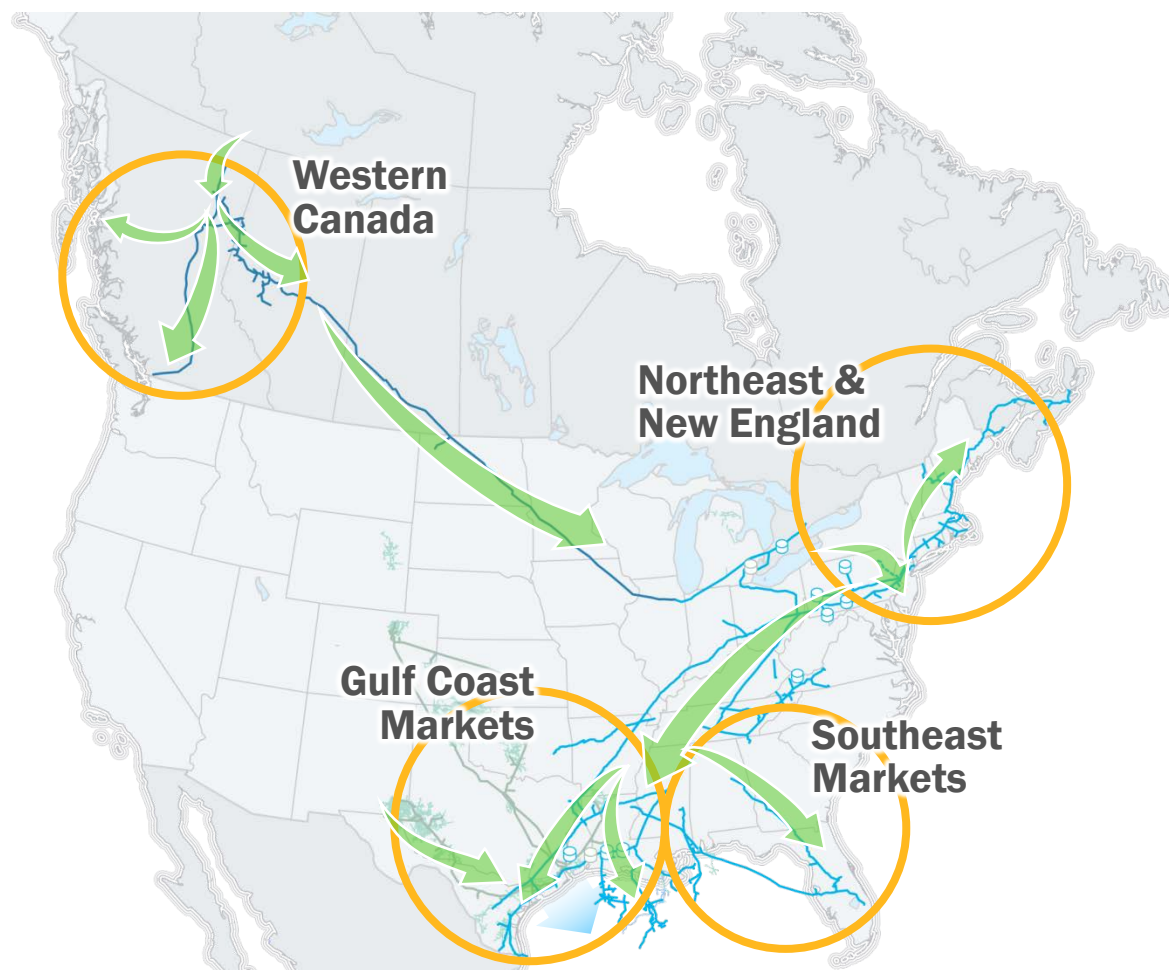 Western
Canada
Northeast &
New England
Gulf Coast
Markets
Southeast
Markets